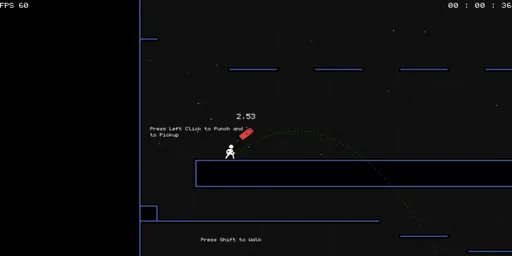 FPS 60
00 : 00 : 36
2.53
Press Left Click to Punch and
to Pickup
Press Shift to Walk